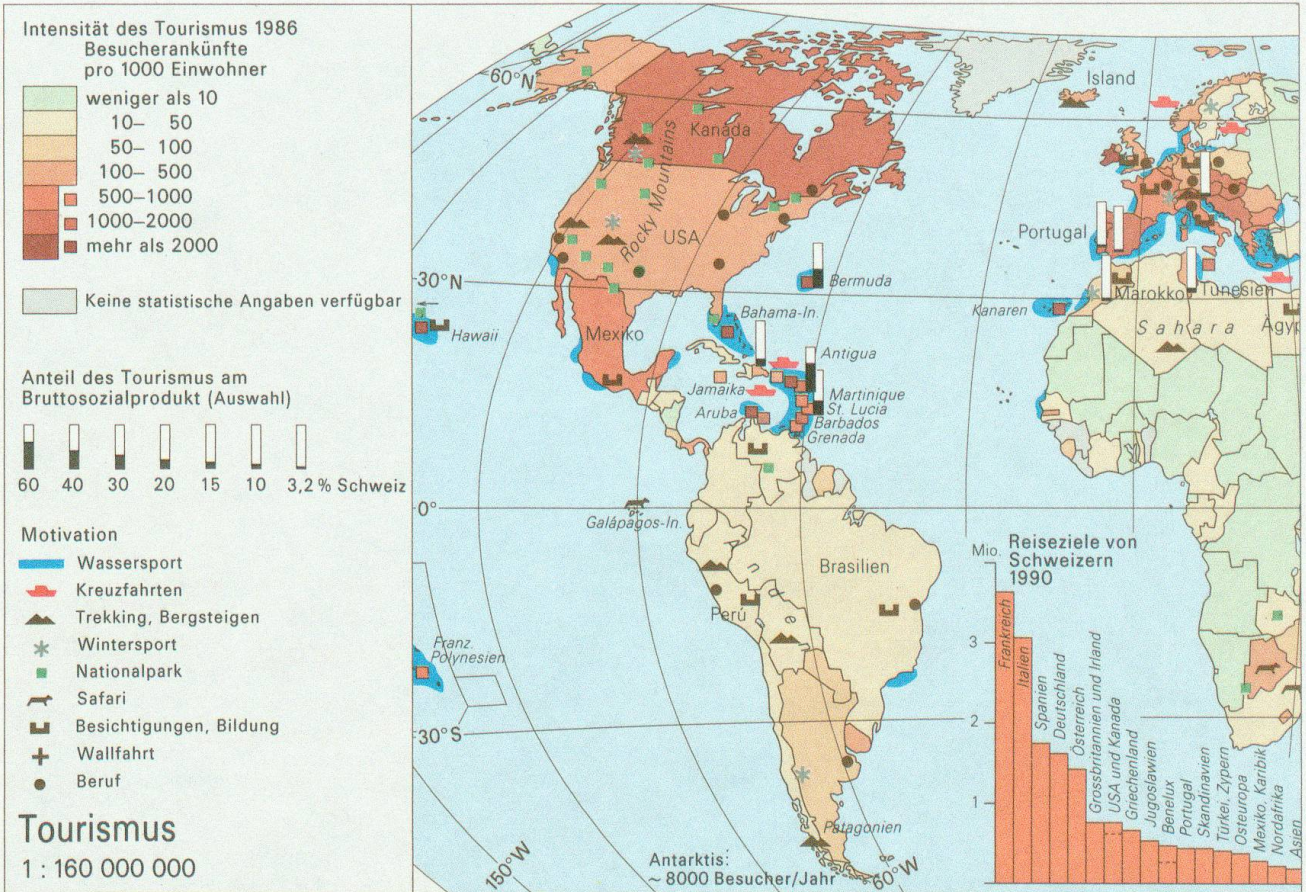 Intensität des Tourismus 1986
Besucherankünfte
pro 1000 Einwohner
weniger als 10
10– 50
50– 100
100– 500
500–1000
1000–2000
mehr als 2000
Keine statistische Angaben verfügbar
Anteil des Tourismus am
Bruttosozialprodukt (Auswahl)
60 40 30 20 15 10 3,2 % Schweiz
Motivation
Wassersport
Kreuzfahrten
Trekking, Bergsteigen
Wintersport
Nationalpark
Safari
Besichtigungen, Bildung
Wallfahrt
Beruf
Tourismus
1 : 160 000 000
60°N
Island
Kanada
Rocky Mountains
USA
Portugal
30°N
Bermuda
Kanaren
Marokko
Tunesien
Hawaii
Mexiko
Bahama-In.
Sahara
Ägyp
Antigua
Jamaika
Martinique
Aruba
St. Lucia
Barbados
Grenada
0°
Galápagos-In.
Brasilien
Anden
Perú
Franz.
Polynesien
30°S
Patagonien
150°W
Antarktis:
~ 8000 Besucher/Jahr
60°W
Mio.
Reiseziele von
Schweizern
1990
3
2
1
Frankreich
Italien
Spanien
Deutschland
Österreich
Grossbritannien und Irland
USA und Kanada
Griechenland
Jugoslawien
Benelux
Portugal
Skandinavien
Türkei, Zypern
Osteuropa
Mexiko, Karibik
Nordafrika
Asien